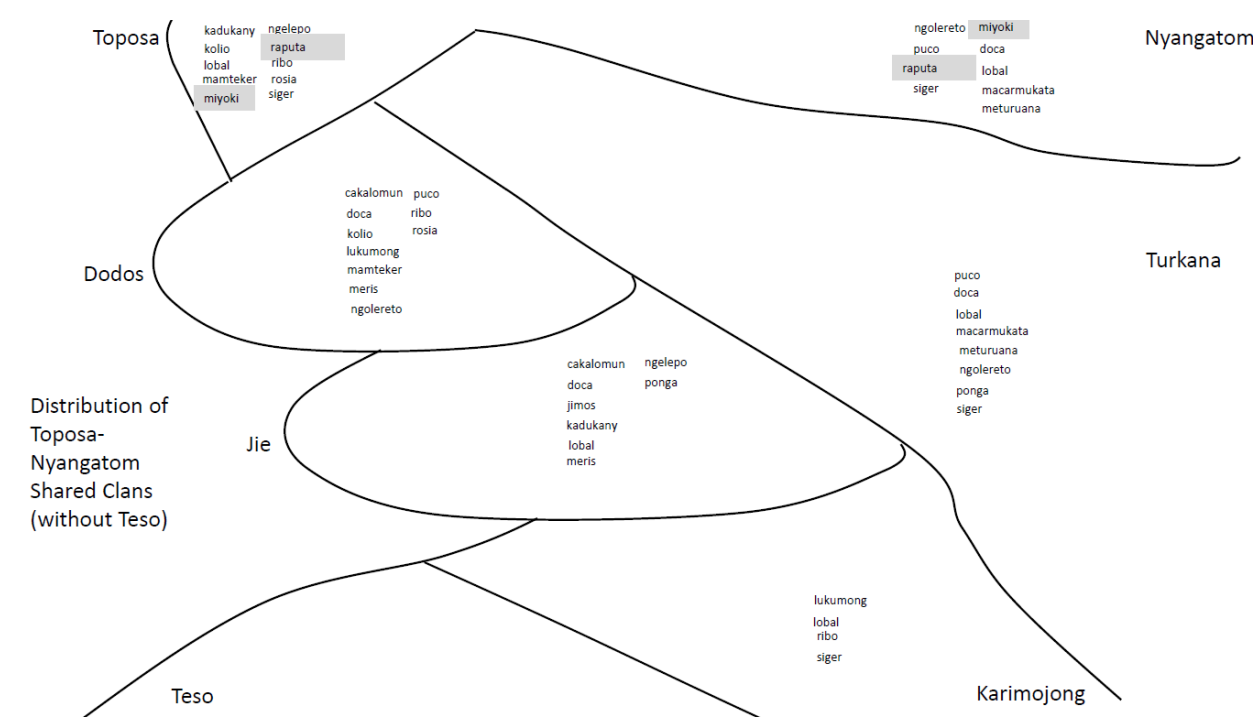 Toposa
kadukany ngelepo
kolio raputa
lobal ribo
mamteker rosia
miyoki siger
ngolereto miyoki
puco doca
raputa lobal
siger macarmukata
meturuana
Nyangatom
cakalomun puco
doca ribo
kolio rosia
lukumong
mamteker
meris
ngolereto
Dodos
Turkana
puco
doca
lobal
macarmukata
meturuana
ngolereto
ponga
siger
cakalomun ngelepo
doca ponga
jimos
kadukany
lobal
meris
Jie
Distribution of
Toposa-
Nyangatom
Shared Clans
(without Teso)
lukumong
lobal
ribo
siger
Teso
Karimojong